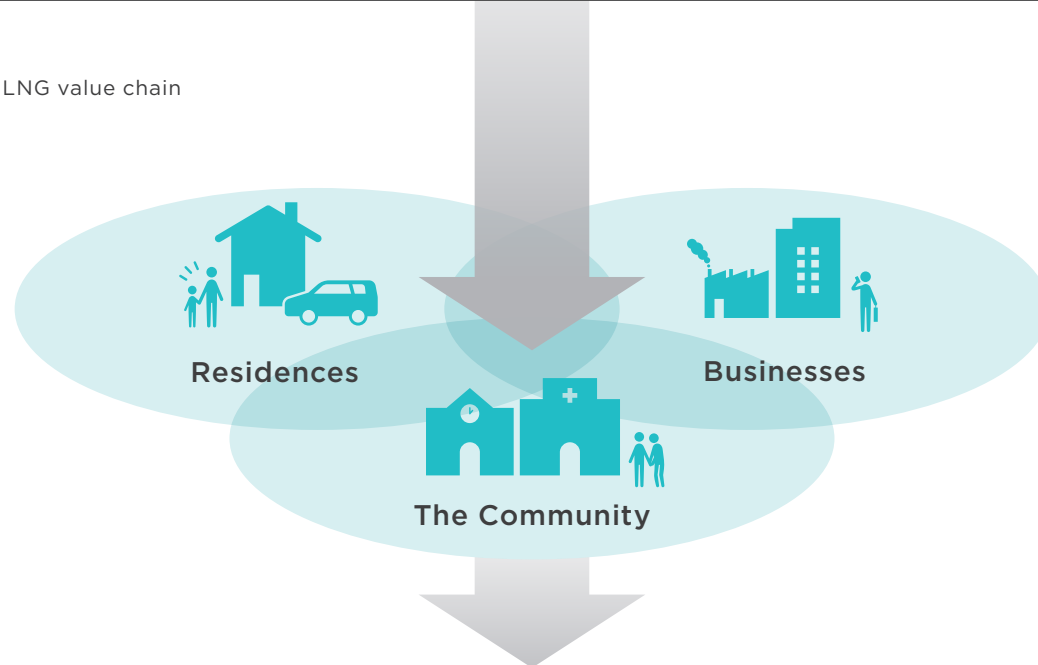 LNG value chain
Residences
Businesses
The Community